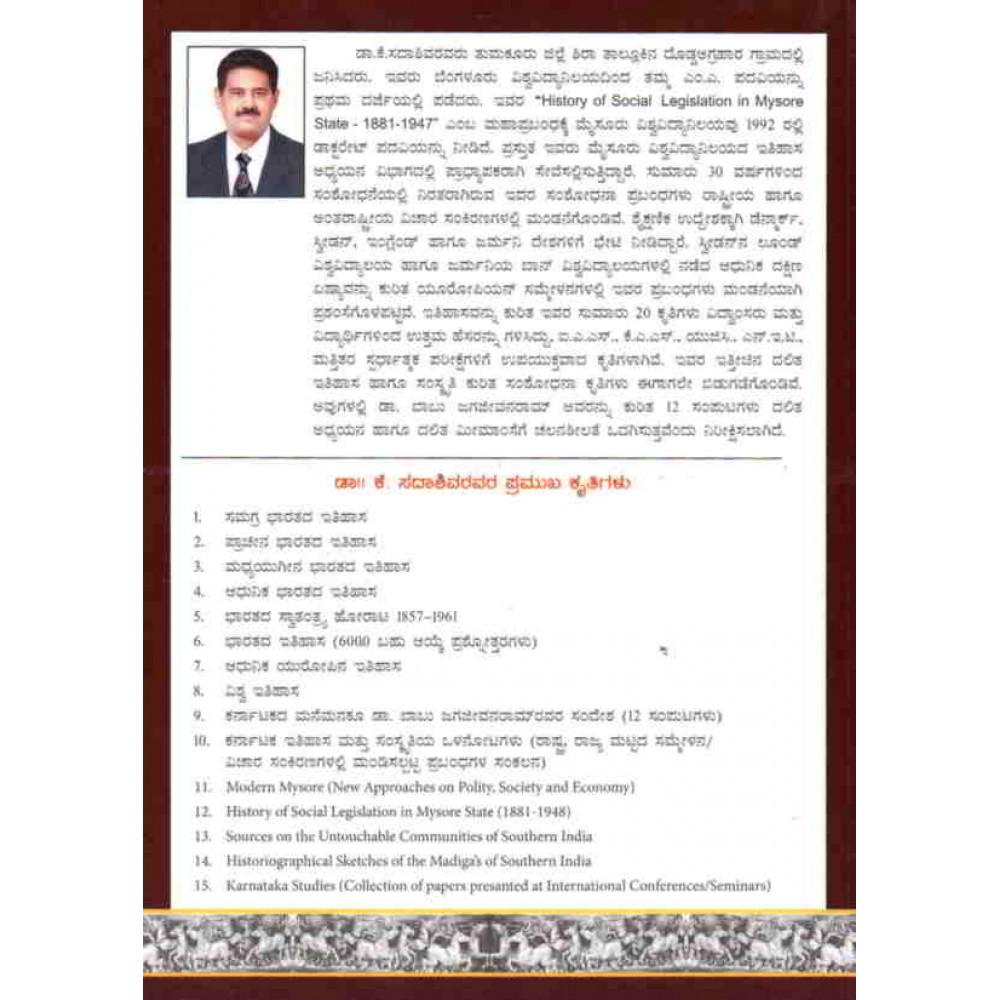 ಡಾ.ಕೆ.ಸದಾಶಿವರವರು ತುಮಕೂರು ಜಿಲ್ಲೆ ಶಿರಾ ತಾಲ್ಲೂಕಿನ ದೊಡ್ಡಆಗ್ರಹಾರ ಗ್ರಾಮದಲ್ಲಿ
ಜನಿಸಿದರು. ಇವರು ಬೆಂಗಳೂರು ವಿಶ್ವವಿದ್ಯಾನಿಲಯದಿಂದ ತಮ್ಮ ಎಂ.ಎ. ಪದವಿಯನ್ನು
ಪ್ರಥಮ ದರ್ಜೆಯಲ್ಲಿ ಪಡೆದರು. ಇವರ "History of Social Legislation in Mysore
State - 1881-1947" ಎಂಬ ಮಹಾಪ್ರಬಂಧಕ್ಕೆ ಮೈಸೂರು ವಿಶ್ವವಿದ್ಯಾನಿಲಯವು 1992 ರಲ್ಲಿ
ಡಾಕ್ಟರೇಟ್ ಪದವಿಯನ್ನು ನೀಡಿದೆ. ಪ್ರಸ್ತುತ ಇವರು ಮೈಸೂರು ವಿಶ್ವವಿದ್ಯಾನಿಲಯದ ಇತಿಹಾಸ
ಅಧ್ಯಯನ ವಿಭಾಗದಲ್ಲಿ ಪ್ರಾಧ್ಯಾಪಕರಾಗಿ ಸೇವೆಸಲ್ಲಿಸುತ್ತಿದ್ದಾರೆ. ಸುಮಾರು 30 ವರ್ಷಗಳಿಂದ
ಸಂಶೋಧನೆಯಲ್ಲಿ ನಿರತರಾಗಿರುವ ಇವರ ಸಂಶೋಧನಾ ಪ್ರಬಂಧಗಳು ರಾಷ್ಟ್ರೀಯ ಹಾಗೂ
ಅಂತರಾಷ್ಟ್ರೀಯ ವಿಚಾರ ಸಂಕಿರಣಗಳಲ್ಲಿ ಮಂಡನೆಗೊಂಡಿವೆ. ಶೈಕ್ಷಣಿಕ ಉದ್ದೇಶಕ್ಕಾಗಿ ಡೆನ್ಮಾರ್ಕ್,
ಸ್ವೀಡನ್, ಇಂಗ್ಲೆಂಡ್ ಹಾಗೂ ಜರ್ಮನಿ ದೇಶಗಳಿಗೆ ಭೇಟಿ ನೀಡಿದ್ದಾರೆ. ಸ್ವೀಡನ್‌ನ ಲೂಂಡ್
ವಿಶ್ವವಿದ್ಯಾಲಯ ಹಾಗೂ ಜರ್ಮನಿಯ ಬಾನ್ ವಿಶ್ವವಿದ್ಯಾಲಯಗಳಲ್ಲಿ ನಡೆದ ಆಧುನಿಕ ದಕ್ಷಿಣ
ಏಷ್ಯಾವನ್ನು ಕುರಿತ ಯೂರೋಪಿಯನ್ ಸಮ್ಮೇಳನಗಳಲ್ಲಿ ಇವರ ಪ್ರಬಂಧಗಳು ಮಂಡನೆಯಾಗಿ
ಪ್ರಶಂಸೆಗೊಳಪಟ್ಟಿವೆ. ಇತಿಹಾಸವನ್ನು ಕುರಿತ ಇವರ ಸುಮಾರು 20 ಕೃತಿಗಳು ವಿದ್ವಾಂಸರು ಮತ್ತು
ವಿದ್ಯಾರ್ಥಿಗಳಿಂದ ಉತ್ತಮ ಹೆಸರನ್ನು ಗಳಿಸಿದ್ದು, ಐ.ಎ.ಎಸ್., ಕೆ.ಎ.ಎಸ್., ಯುಜಿಸಿ., ಎನ್.ಇ.ಟಿ.,
ಮತ್ತಿತರ ಸ್ಪರ್ಧಾತ್ಮಕ ಪರೀಕ್ಷೆಗಳಿಗೆ ಉಪಯುಕ್ತವಾದ ಕೃತಿಗಳಾಗಿವೆ. ಇವರ ಇತ್ತೀಚಿನ ದಲಿತ
ಇತಿಹಾಸ ಹಾಗೂ ಸಂಸ್ಕೃತಿ ಕುರಿತ ಸಂಶೋಧನಾ ಕೃತಿಗಳು ಈಗಾಗಲೇ ಬಿಡುಗಡೆಗೊಂಡಿವೆ.
ಅವುಗಳಲ್ಲಿ ಡಾ. ಬಾಬು ಜಗಜೀವನರಾಮ್ ಅವರನ್ನು ಕುರಿತ 12 ಸಂಪುಟಗಳು ದಲಿತ
ಅಧ್ಯಯನ ಹಾಗೂ ದಲಿತ ಮೀಮಾಂಸೆಗೆ ಚಲನಶೀಲತೆ ಒದಗಿಸುತ್ತವೆಂದು ನಿರೀಕ್ಷಿಸಲಾಗಿದೆ.
ಡಾ॥ ಕೆ. ಸದಾಶಿವರವರ ಪ್ರಮುಖ ಕೃತಿಗಳು
1. ಸಮಗ್ರ ಭಾರತದ ಇತಿಹಾಸ
2. ಪ್ರಾಚೀನ ಭಾರತದ ಇತಿಹಾಸ
3. ಮಧ್ಯಯುಗೀನ ಭಾರತದ ಇತಿಹಾಸ
4. ಆಧುನಿಕ ಭಾರತದ ಇತಿಹಾಸ
5. ಭಾರತದ ಸ್ವಾತಂತ್ರ್ಯ ಹೋರಾಟ 1857-1961
6. ಭಾರತದ ಇತಿಹಾಸ (6000 ಬಹು ಆಯ್ಕೆ ಪ್ರಶ್ನೋತ್ತರಗಳು)
7. ಆಧುನಿಕ ಯುರೋಪಿನ ಇತಿಹಾಸ
8. ವಿಶ್ವ ಇತಿಹಾಸ
9. ಕರ್ನಾಟಕದ ಮನೆಮನಕೂ ಡಾ. ಬಾಬು ಜಗಜೀವನರಾಮ್‌ರವರ ಸಂದೇಶ (12 ಸಂಪುಟಗಳು)
10. ಕರ್ನಾಟಕ ಇತಿಹಾಸ ಮತ್ತು ಸಂಸ್ಕೃತಿಯ ಒಳನೋಟಗಳು (ರಾಷ್ಟ್ರ, ರಾಜ್ಯ ಮಟ್ಟದ ಸಮ್ಮೇಳನ/
ವಿಚಾರ ಸಂಕಿರಣಗಳಲ್ಲಿ ಮಂಡಿಸಲ್ಪಟ್ಟ ಪ್ರಬಂಧಗಳ ಸಂಕಲನ)
11. Modern Mysore (New Approaches on Polity, Society and Economy)
12. History of Social Legislation in Mysore State (1881-1948)
13. Sources on the Untouchable Communities of Southern India
14. Historiographical Sketches of the Madiga's of Southern India
15. Karnataka Studies (Collection of papers presanted at International Conferences/Seminars)